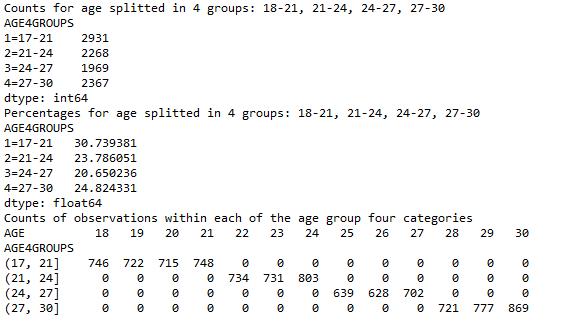 Counts for age splitted in 4 groups: 18-21, 21-24, 24-27, 27-30
AGE4GROUPS
1=17-21    2931
2=21-24    2268
3=24-27    1969
4=27-30    2367
dtype: int64
Percentages for age splitted in 4 groups: 18-21, 21-24, 24-27, 27-30
AGE4GROUPS
1=17-21   30.739381
2=21-24   23.786051
3=24-27   20.650236
4=27-30   24.824331
dtype: float64
Counts of observations within each of the age group four categories
AGE          18   19   20   21   22   23   24   25   26   27   28   29   30
AGE4GROUPS
(17, 21]    746  722  715  748    0    0    0    0    0    0    0    0    0
(21, 24]      0    0    0    0  734  731  803    0    0    0    0    0    0
(24, 27]      0    0    0    0    0    0    0  639  628  702    0    0    0
(27, 30]      0    0    0    0    0    0    0    0    0    0  721  777  869